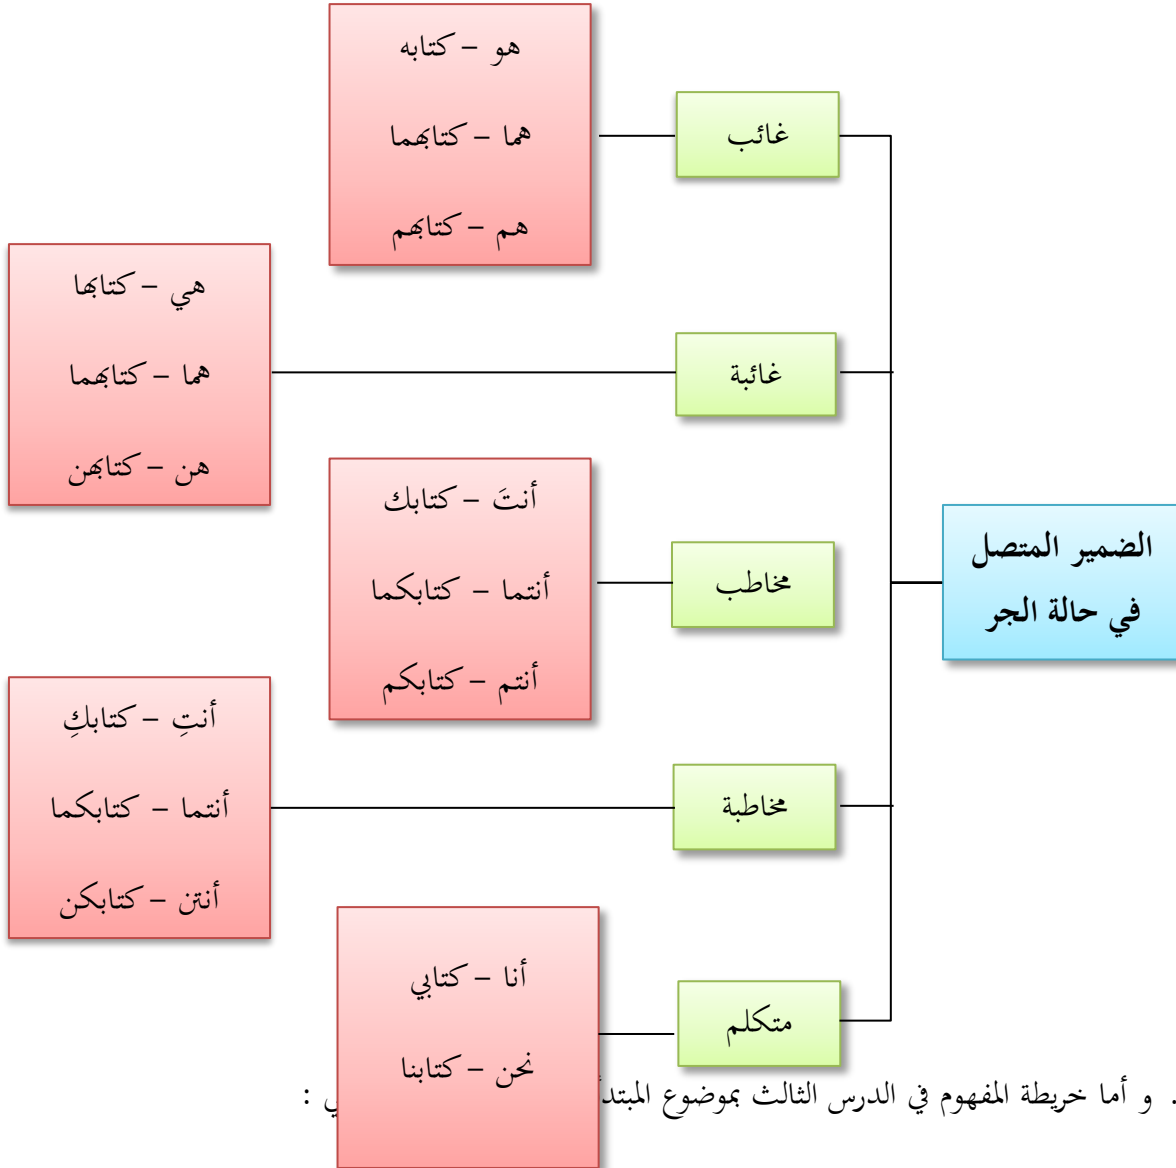 الضمير المتصل
في حالة الجر
غائب
هو – كتابه
هما – كتابهما
هم – كتابهم
غائبة
هي – كتابها
هما – كتابهما
هن – كتابهن
مخاطب
أنتَ – كتابك
أنتما – كتابكما
أنتم – كتابكم
مخاطبة
أنتِ – كتابكِ
أنتما – كتابكما
أنتن – كتابكن
متكلم
أنا – كتابي
نحن – كتابنا
. و أما خريطة المفهوم في الدرس الثالث بموضوع :